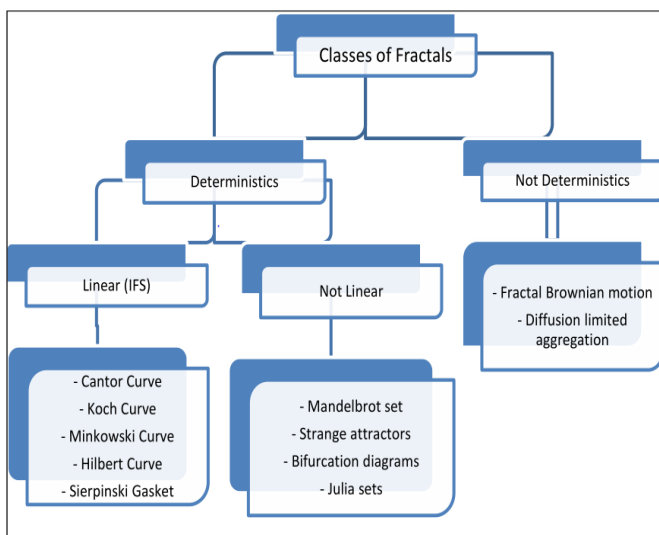 Classes of Fractals
Deterministics
Not Deterministics
Linear (IFS)
Not Linear
- Fractal Brownian motion
- Diffusion limited
aggregation
- Cantor Curve
- Koch Curve
- Minkowski Curve
- Hilbert Curve
- Sierpinski Gasket
- Mandelbrot set
- Strange attractors
- Bifurcation diagrams
- Julia sets